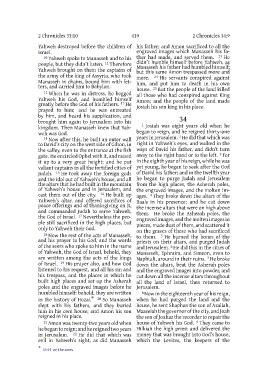 2 Chronicles 33:10 419 2 Chronicles 34:9
Yahweh destroyed before the children of
Israel.
10 Yahweh spoke to Manasseh and to his
people, but they didn't listen. 11 Therefore
Yahweh brought on them the captains of
the army of the king of Assyria, who took
Manasseh in chains, bound him with fet-
ters, and carried him to Babylon.
12 When he was in distress, he begged
Yahweh his God, and humbled himself
greatly before the God of his fathers. 13 He
prayed to him; and he was entreated
by him, and heard his supplication, and
brought him again to Jerusalem into his
kingdom. Then Manasseh knew that Yah-
weh was God.
14 Now after this, he built an outer wall
to David's city on the west side of Gihon, in
the valley, even to the entrance at the fish
gate. He encircled Ophel with it, and raised
it up to a very great height; and he put
valiant captains in all the fortified cities of
Judah. 15 He took away the foreign gods
and the idol out of Yahweh's house, and all
the altars that he had built in the mountain
of Yahweh's house and in Jerusalem, and
cast them out of the city. 16 He built up
Yahweh's altar, and offered sacrifices of
peace offerings and of thanksgiving on it,
and commanded Judah to serve Yahweh,
the God of Israel. 17 Nevertheless the peo-
ple still sacrificed in the high places, but
only to Yahweh their God.
18 Now the rest of the acts of Manasseh,
and his prayer to his God, and the words
of the seers who spoke to him in the name
of Yahweh, the God of Israel, behold, they
are written among the acts of the kings
of Israel. 19 His prayer also, and how God
listened to his request, and all his sin and
his trespass, and the places in which he
built high places and set up the Asherah
poles and the engraved images before he
humbled himself: behold, they are written
in the history of Hozai. 20 So Manasseh
slept with his fathers, and they buried
him in his own house; and Amon his son
reigned in his place.
21 Amon was twenty-two years old when
he began to reign; and he reigned two years
in Jerusalem. 22 He did that which was
evil in Yahweh's sight, as did Manasseh
his father; and Amon sacrificed to all the
engraved images which Manasseh his fa-
ther had made, and served them. 23 He
didn't humble himself before Yahweh, as
Manasseh his father had humbled himself;
but this same Amon trespassed more and
more. 24 His servants conspired against
him, and put him to death in his own
house. 25 But the people of the land killed
all those who had conspired against King
Amon; and the people of the land made
Josiah his son king in his place.
34
1 Josiah was eight years old when he
began to reign, and he reigned thirty-one
years in Jerusalem. 2 He did that which was
right in Yahweh's eyes, and walked in the
ways of David his father, and didn't turn
away to the right hand or to the left. 3 For
in the eighth year of his reign, while he was
yet young, he began to seek after the God
of David his father; and in the twelfth year
he began to purge Judah and Jerusalem
from the high places, the Asherah poles,
the engraved images, and the molten im-
ages. 4 They broke down the altars of the
Baals in his presence; and he cut down
the incense altars that were on high above
them. He broke the Asherah poles, the
engraved images, and the molten images in
pieces, made dust of them, and scattered it
on the graves of those who had sacrificed
to them. 5 He burned the bones of the
priests on their altars, and purged Judah
and Jerusalem. 6 He did this in the cities of
Manasseh, Ephraim, and Simeon, even to
Naphtali, around in their ruins. 7 He broke
down the altars, beat the Asherah poles
and the engraved images into powder, and
cut down all the incense altars throughout
all the land of Israel, then returned to
Jerusalem.
8 Now in the eighteenth year of his reign,
when he had purged the land and the
house, he sent Shaphan the son of Azaliah,
Maaseiah the governor of the city, and Joah
the son of Joahaz the recorder to repair the
house of Yahweh his God. 9 They came to
Hilkiah the high priest and delivered the
money that was brought into God's house,
which the Levites, the keepers of the